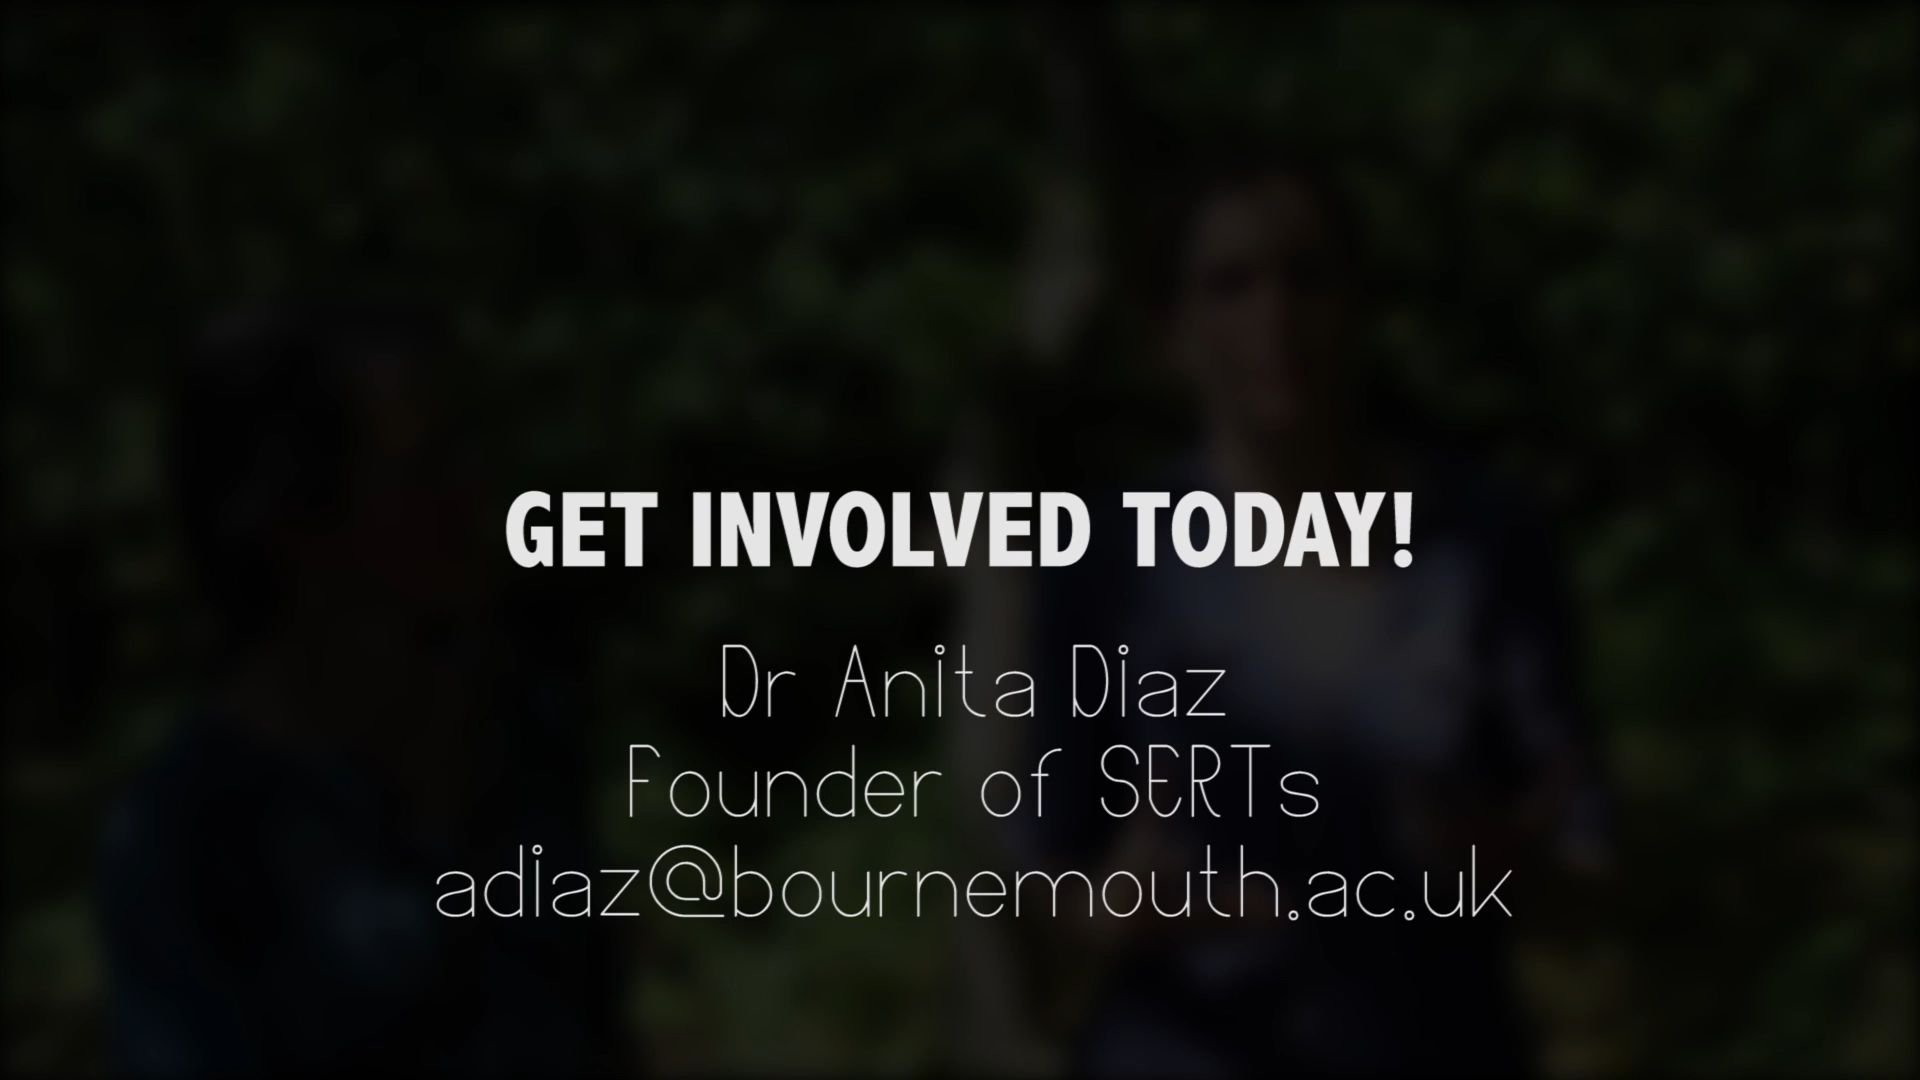 GET INVOLVED TODAY!
Dr Anita Diaz
Founder of SERTs
adiaz@bournemouth.ac.uk